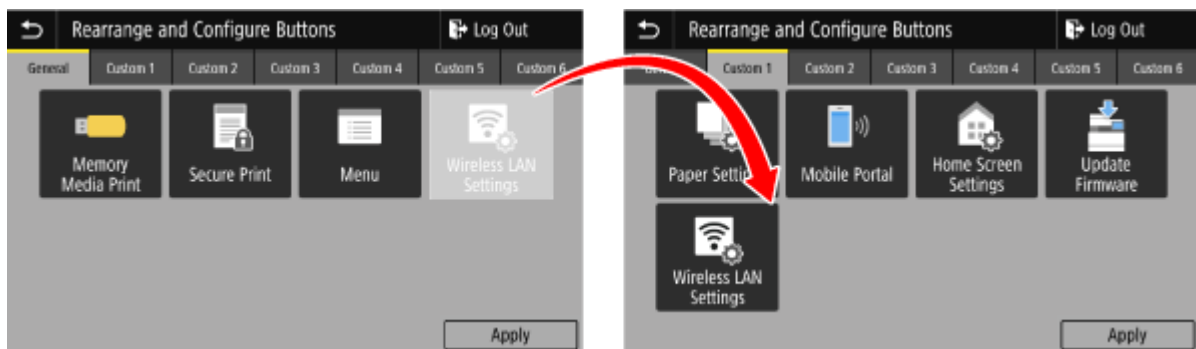 Rearrange and Configure Buttons
Log Out
General
Custom 1
Custom 2
Custom 3
Custom 4
Custom 5
Custom 6
Memory
Media Print
Secure Print
Menu
Wireless LAN
Settings
Apply
Rearrange and Configure Buttons
Log Out
Custom 1
Custom 2
Custom 3
Custom 4
Custom 5
Custom 6
Paper Settings
Mobile Portal
Home Screen
Settings
Update
Firmware
Wireless LAN
Settings
Apply